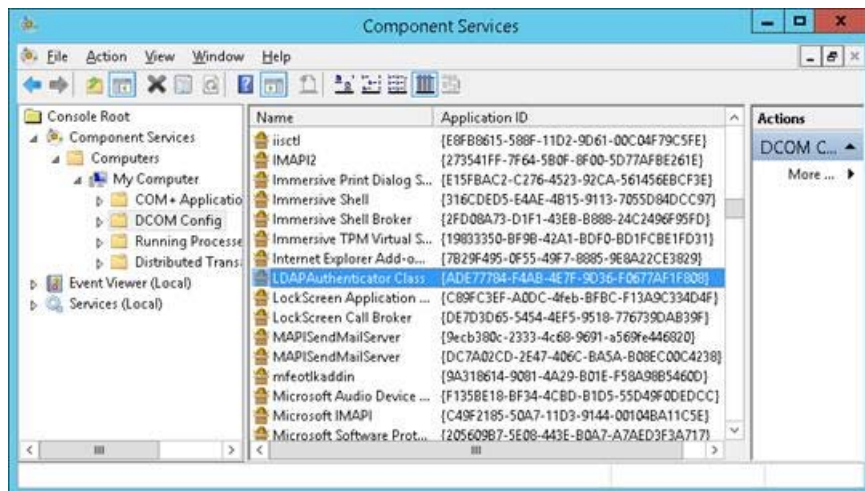 Component Services
File Action View Window Help
Console Root
Component Services
Computers
My Computer
COM+ Applicatio
DCOM Config
Running Processe
Distributed Trans
Event Viewer (Local)
Services (Local)
Name Application ID
iisctl {E8FB8615-588F-11D2-9D61-00C04F79C5FE}
IMAPI2 {273541FF-7F64-5B0F-8F00-5D77AFBE261E}
Immersive Print Dialog S... {E15FBAC2-C276-4523-92CA-561456EBCF3E}
Immersive Shell {316CDED5-E4AE-4B15-9113-7055D84DCC97}
Immersive Shell Broker {2FD08A73-D1F1-43EB-B888-24C2496F95FD}
Immersive TPM Virtual S... {19833350-BF9B-42A1-BDF0-BD1FCBE1FD31}
Internet Explorer Add-o... {7B29F495-0F55-49F7-8885-9E8A22CE3829}
LDAPAuthenticator Class {ADE77784-F4AB-4E7F-9D36-F0677AF1F808}
LockScreen Application ... {C89FC3EF-A0DC-4feb-BFBC-F13A9C334D4F}
LockScreen Call Broker {DE7D3D65-5454-4EF5-9518-776739DAB39F}
MAPISendMailServer {9ecb380c-2333-4c68-9691-a569fe446820}
MAPISendMailServer {DC7A02CD-2E47-406C-BA5A-B08EC00C4238}
mfeotlkaddin {9A318614-9081-4A29-B01E-F58A98B5460D}
Microsoft Audio Device ... {F135BE18-BF34-4CBD-B1D5-55D49F0DEDCC}
Microsoft IMAPI {C49F2185-50A7-11D3-9144-00104BA11C5E}
Microsoft Software Prot... {205609B7-5E08-443E-B0A7-A7AED3F3A717}
Actions
DCOM C...
More ...